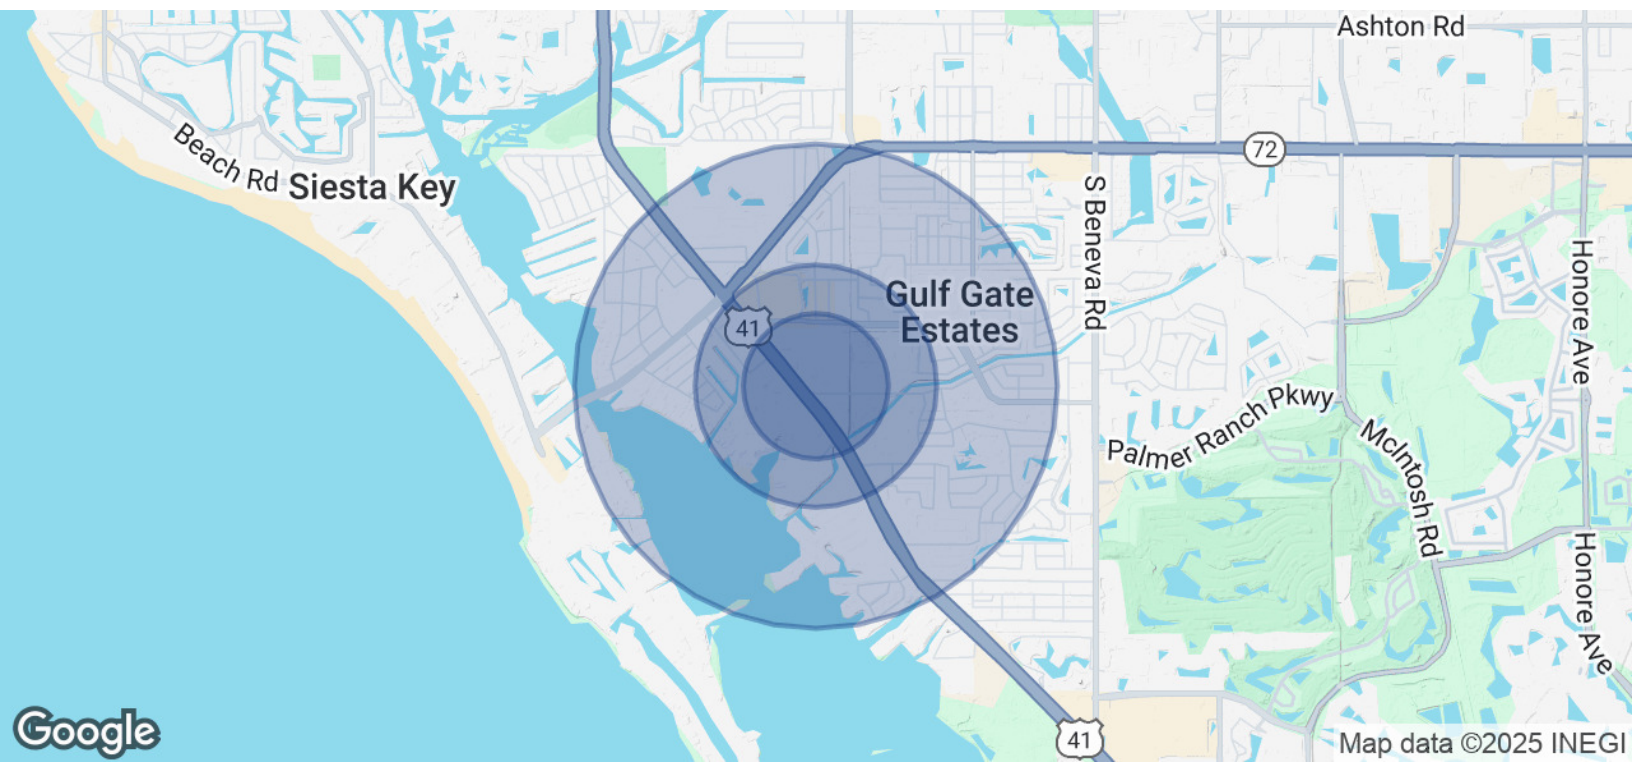 Ashton Rd
72
Beach Rd
Siesta Key
S Beneva Rd
Honore Ave
Gulf Gate
Estates
41
Palmer Ranch Pkwy
McIntosh Rd
Honore Ave
41
Google
Map data ©2025 INEGI